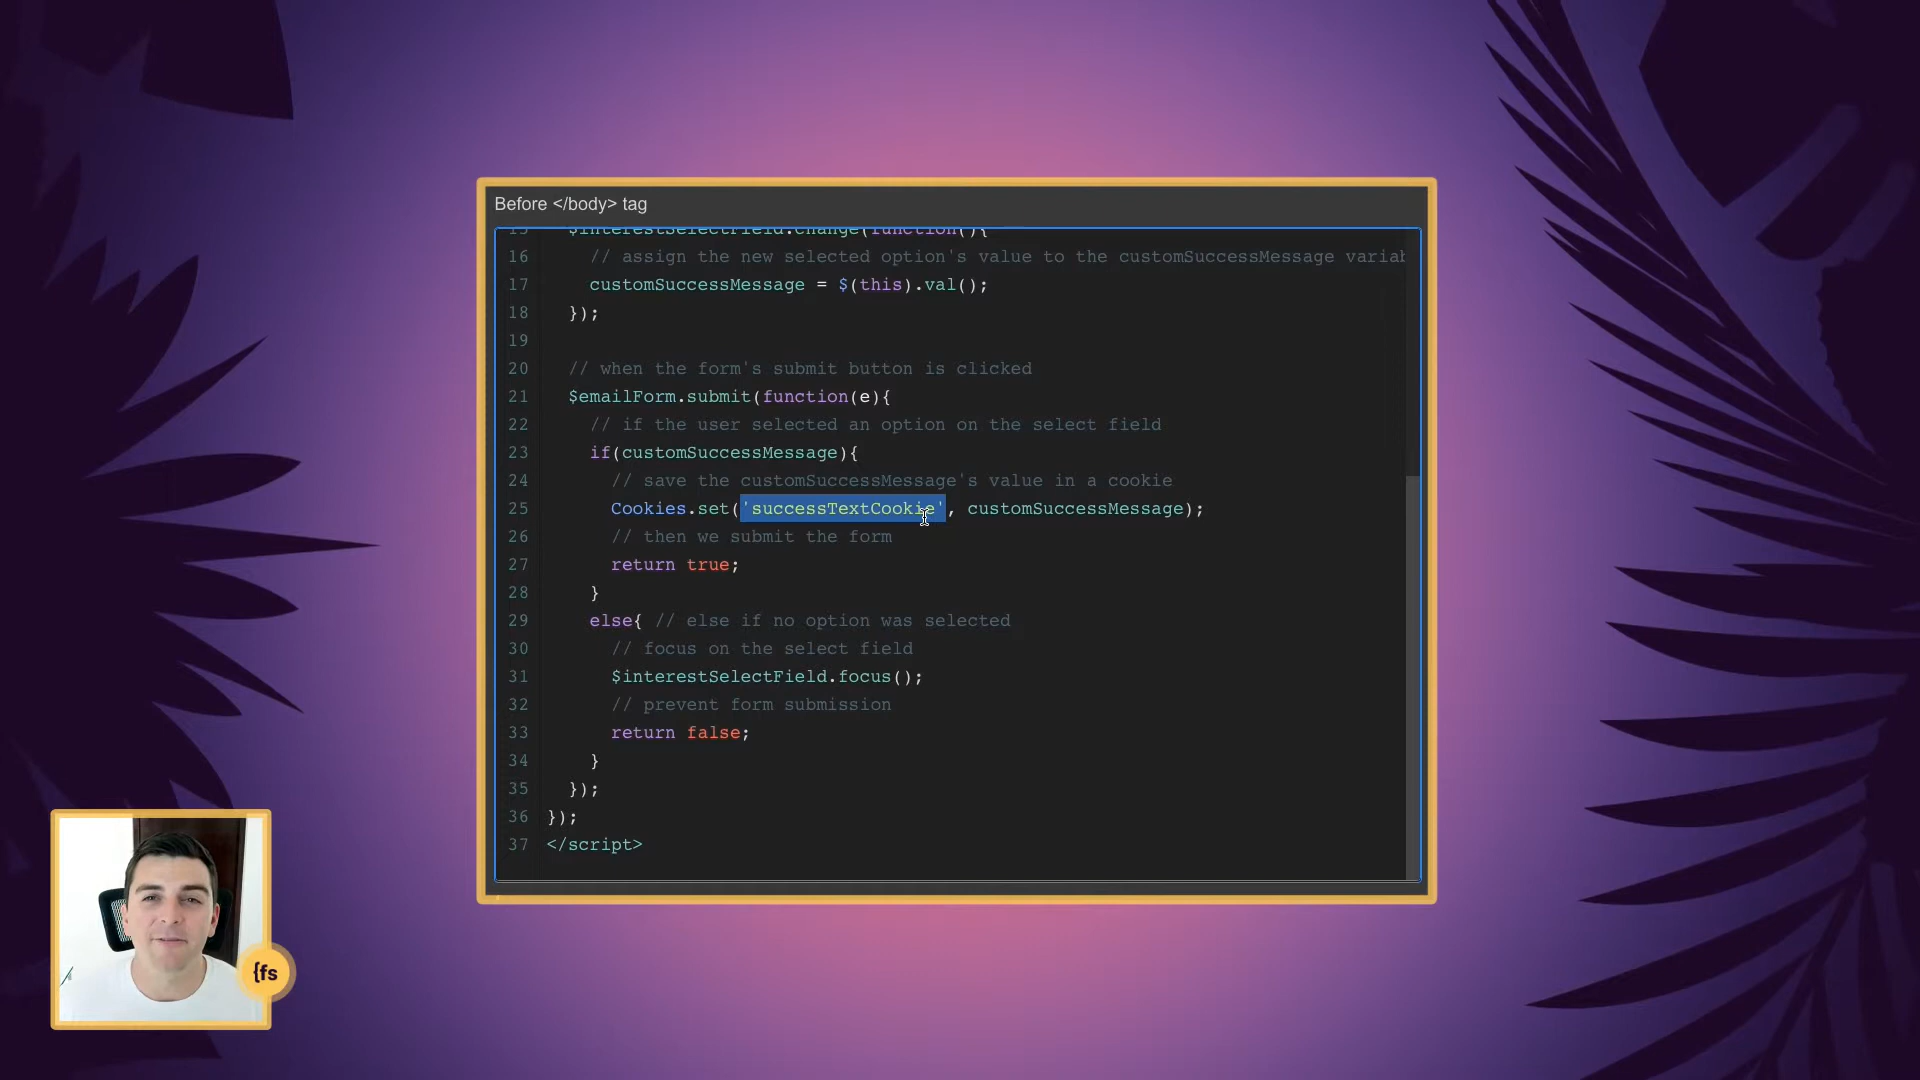 Before </body> tag
15 $interestSelectField.change(function(){
16 // assign the new selected option's value to the customSuccessMessage variab
17 customSuccessMessage = $(this).val();
18 });
19
20 // when the form's submit button is clicked
21 $emailForm.submit(function(e){
22 // if the user selected an option on the select field
23 if(customSuccessMessage){
24 // save the customSuccessMessage's value in a cookie
25 Cookies.set('successTextCookie', customSuccessMessage);
26 // then we submit the form
27 return true;
28 }
29 else{ // else if no option was selected
30 // focus on the select field
31 $interestSelectField.focus();
32 // prevent form submission
33 return false;
34 }
35 });
36 });
37 </script>
{fs